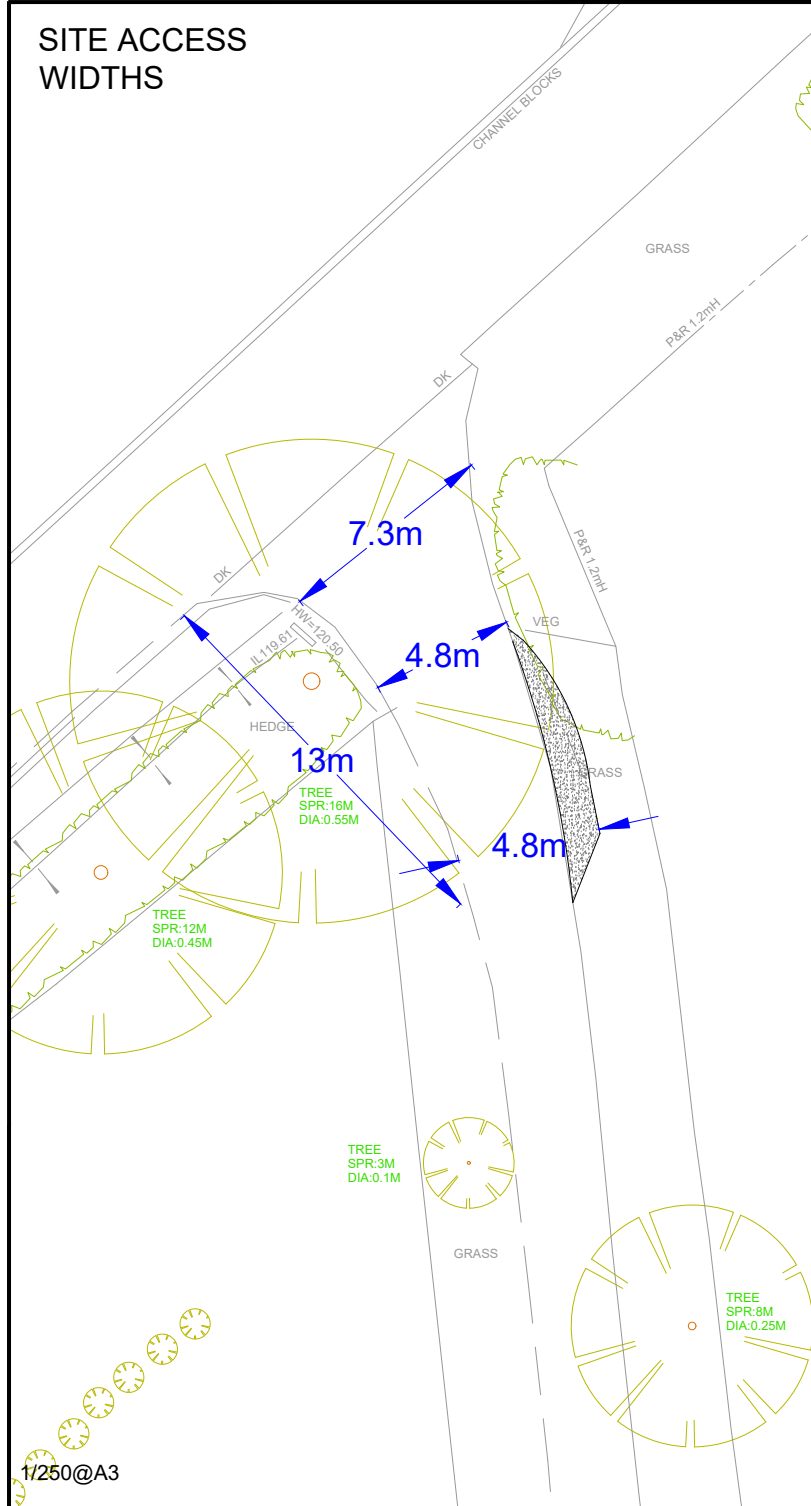 SITE ACCESS
WIDTHS
CHANNEL BLOCKS
GRASS
P&R 1.2mH
DK
7.3m
P&R 1.2mH
DK
HW=120.50
VEG
IL119.61
4.8m
HEDGE
13m
GRASS
TREE
SPR:16M
DIA:0.55M
4.8m
TREE
SPR:12M
DIA:0.45M
TREE
SPR:3M
DIA:0.1M
GRASS
TREE
SPR:8M
DIA:0.25M
1/250@A3